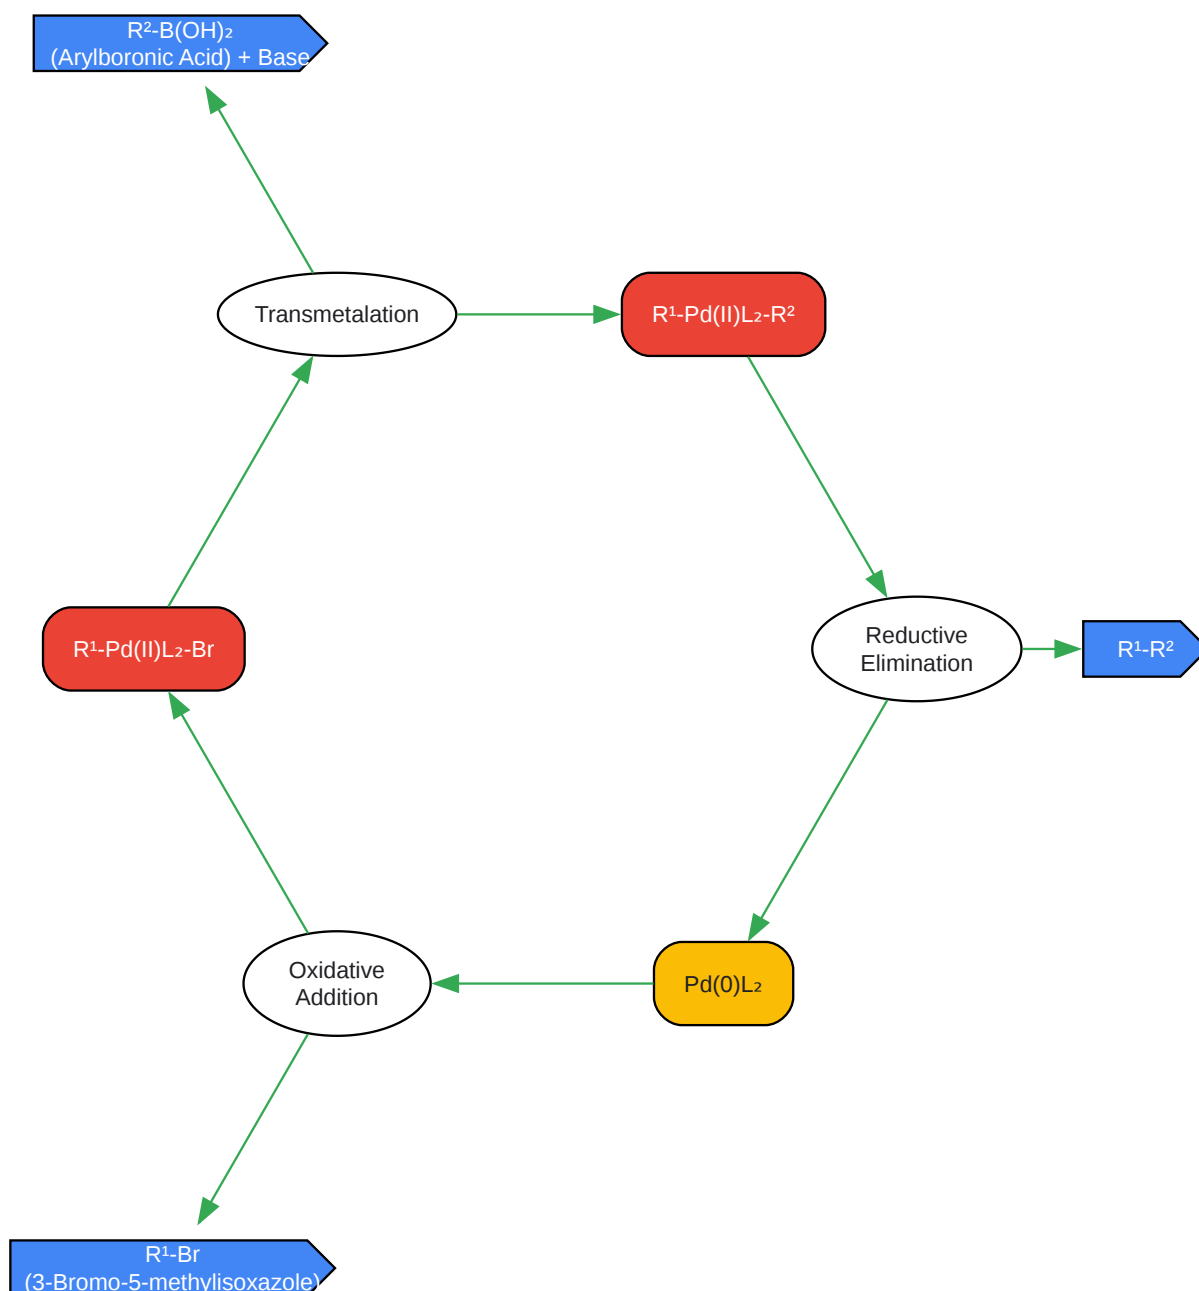 R²-B(OH)₂
(Arylboronic Acid) + Base
Transmetalation
R¹-Pd(II)L₂-R²
R¹-Pd(II)L₂-Br
Reductive
Elimination
R¹-R²
Oxidative
Addition
Pd(0)L₂
R¹-Br
(3-Bromo-5-methylisoxazole)